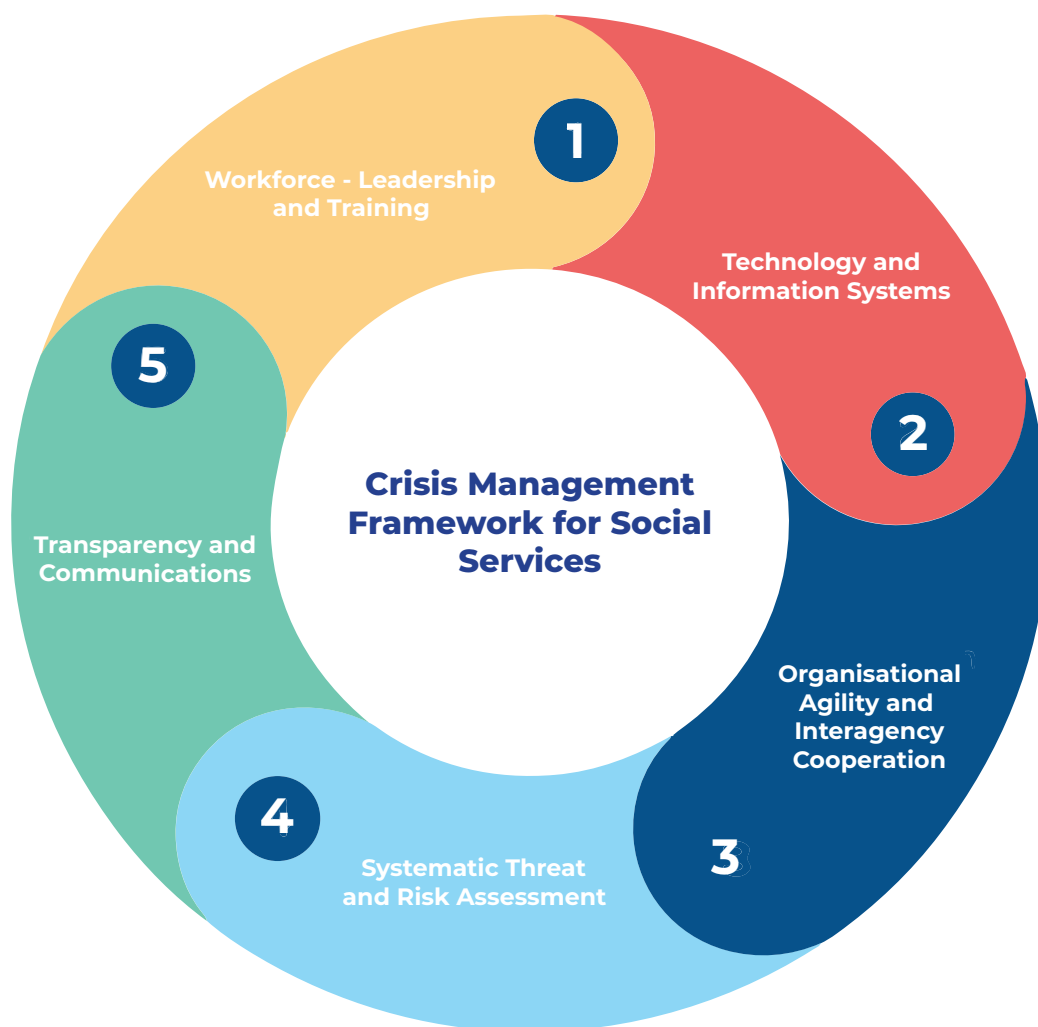 1
Workforce - Leadership
and Training
Technology and
Information Systems
2
Organisational
Agility and
Interagency
Cooperation
3
Systematic Threat
and Risk Assessment
4
Transparency and
Communications
5
Crisis Management
Framework for Social
Services